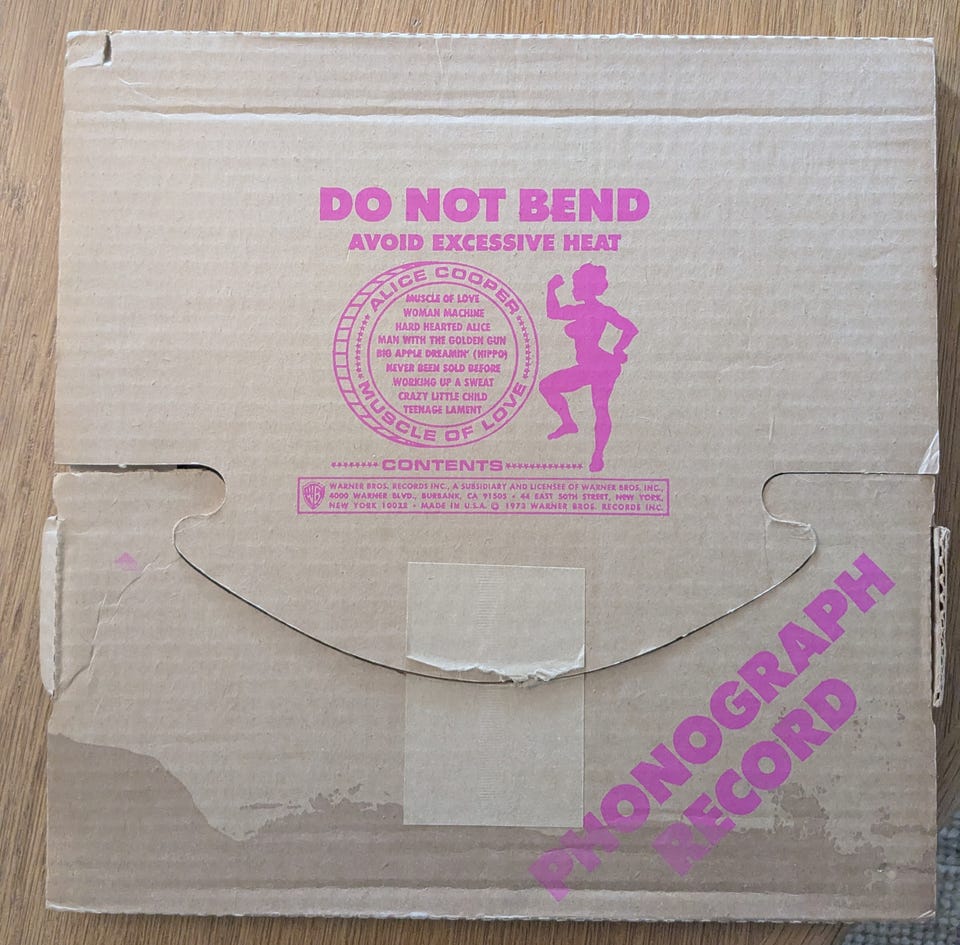 DO NOT BEND
AVOID EXCESSIVE HEAT
ALICE COOPER
MUSCLE OF LOVE
WOMAN MACHINE
HARD HEARTED ALICE
MAN WITH THE GOLDEN GUN
BIG APPLE DREAMIN' (HIPPO)
NEVER BEEN SOLD BEFORE
WORKING UP A SWEAT
CRAZY LITTLE CHILD
TEENAGE LAMENT
MUSCLE OF LOVE
********CONTENTS*************
WB
WARNER BROS. RECORDS INC., A SUBSIDIARY AND LICENSEE OF WARNER BROS. INC.,
4000 WARNER BLVD., BURBANK, CA 91505 • 44 EAST 50TH STREET, NEW YORK,
NEW YORK 10022 • MADE IN U.S.A. © 1973 WARNER BROS. RECORDS INC.
PHONOGRAPH
RECORD